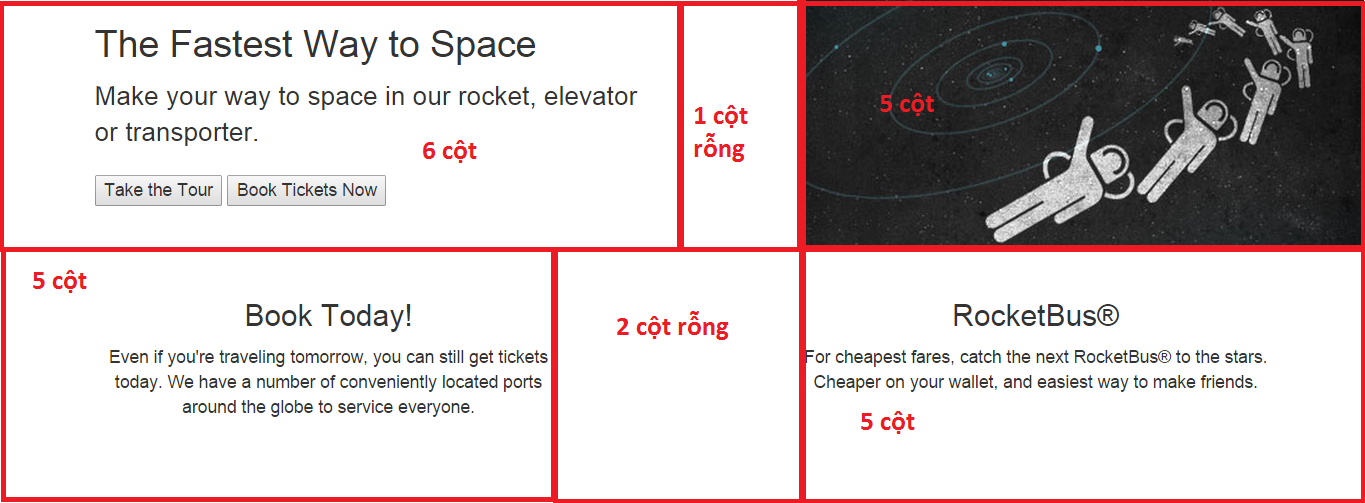 The Fastest Way to Space
Make your way to space in our rocket, elevator
or transporter.
6 cột
Take the Tour
Book Tickets Now
1 cột
rỗng
5 cột
5 cột
Book Today!
Even if you're traveling tomorrow, you can still get tickets
today. We have a number of conveniently located ports
around the globe to service everyone.
2 cột rỗng
RocketBus®
For cheapest fares, catch the next RocketBus® to the stars.
Cheaper on your wallet, and easiest way to make friends.
5 cột